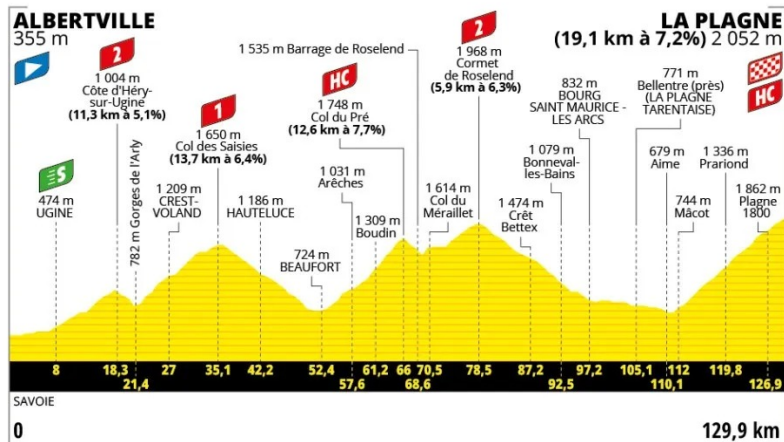 ALBERTVILLE
355 m
LA PLAGNE
(19,1 km à 7,2%) 2 052 m
2
1 004 m
Côte d'Héry-
sur-Ugine
(11,3 km à 5,1%)
S
474 m
UGINE
782 m Gorges de l'Arly
1 209 m
CREST-
VOLAND
1
1 650 m
Col des Saisies
(13,7 km à 6,4%)
1 186 m
HAUTELUCE
724 m
BEAUFORT
1 031 m
Arêches
1 309 m
Boudin
HC
1 748 m
Col du Pré
(12,6 km à 7,7%)
1 535 m Barrage de Roselend
1 614 m
Col du
Méraillet
2
1 968 m
Cormet
de Roselend
(5,9 km à 6,3%)
1 474 m
Crêt
Bettex
1 079 m
Bonneval-
les-Bains
832 m
BOURG
SAINT MAURICE -
LES ARCS
771 m
Bellentre (près)
(LA PLAGNE
TARENTAISE)
679 m
Aime
744 m
Mâcot
1 336 m
Prariond
1 862 m
Plagne
1800
HC
8
18,3
21,4
27
35,1
42,2
52,4
57,6
61,2
66
68,6
70,5
78,5
87,2
92,5
97,2
105,1
110,1
112
119,8
126,9
SAVOIE
0
129,9 km